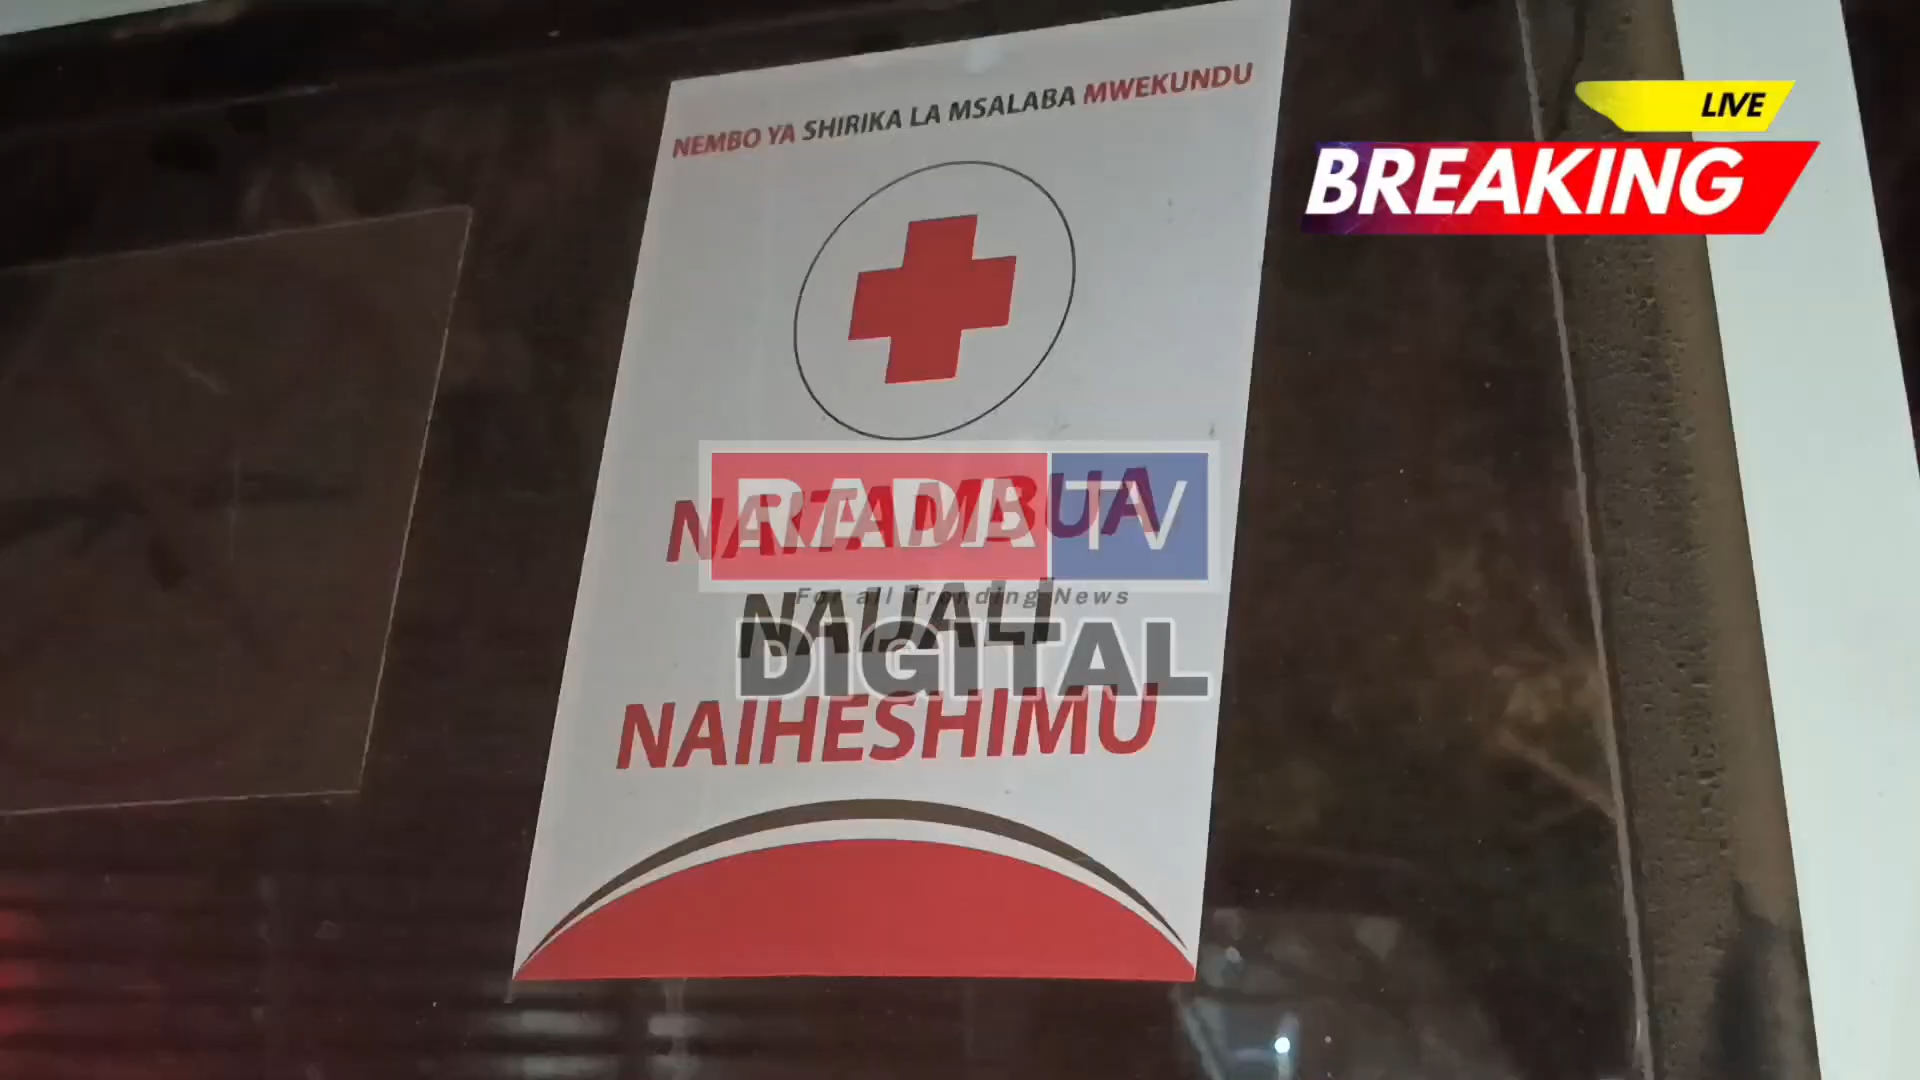 NEMBO YA SHIRIKA LA MSALABA MWEKUNDU
LIVE
BREAKING
NAITAMBUA
RADA TV
For all Trending News
NAIJALI
DIGITAL
NAIHESHIMU